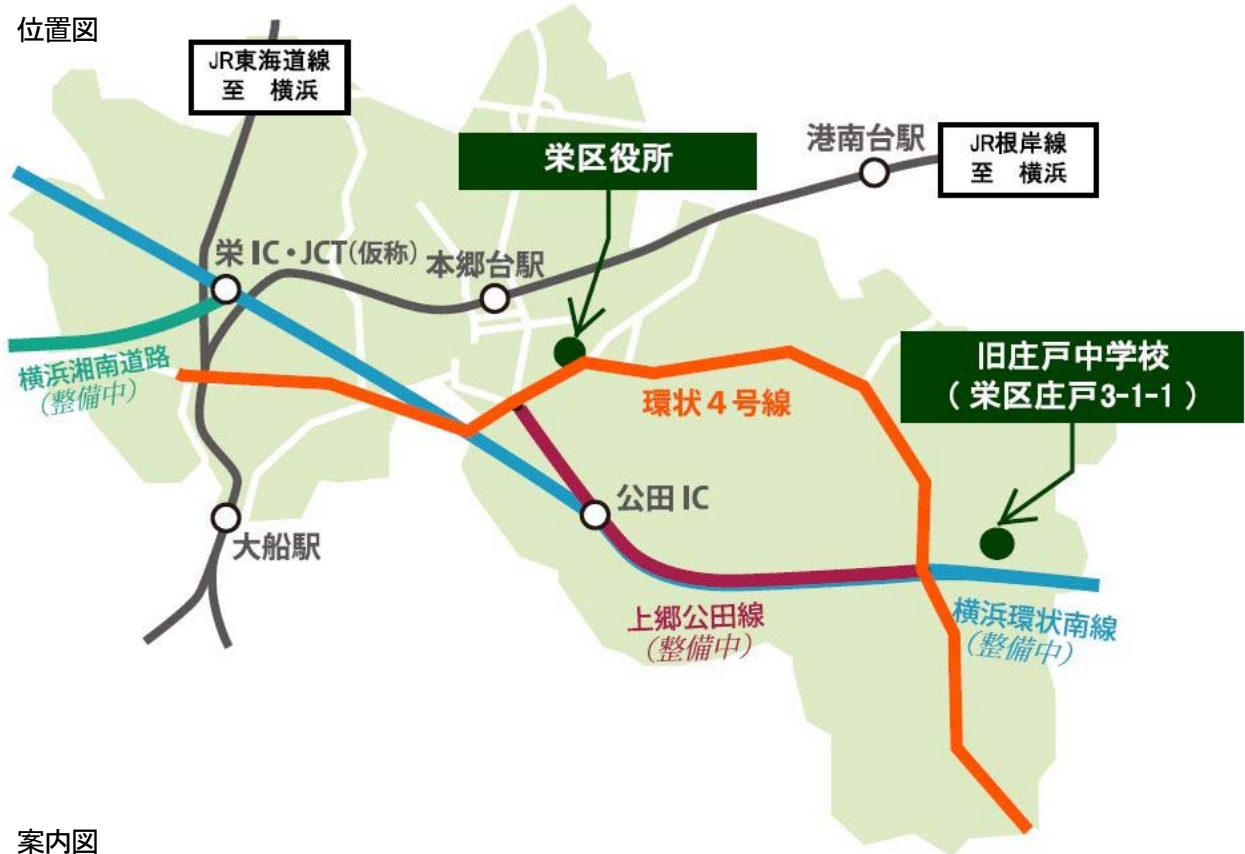 位置図
JR東海道線
至 横浜
栄区役所
港南台駅
JR根岸線
至 横浜
栄IC・JCT(仮称)
本郷台駅
旧庄戸中学校
(栄区庄戸3-1-1)
横浜湘南道路
(整備中)
環状4号線
公田IC
大船駅
上郷公田線
(整備中)
横浜環状南線
(整備中)
案内図